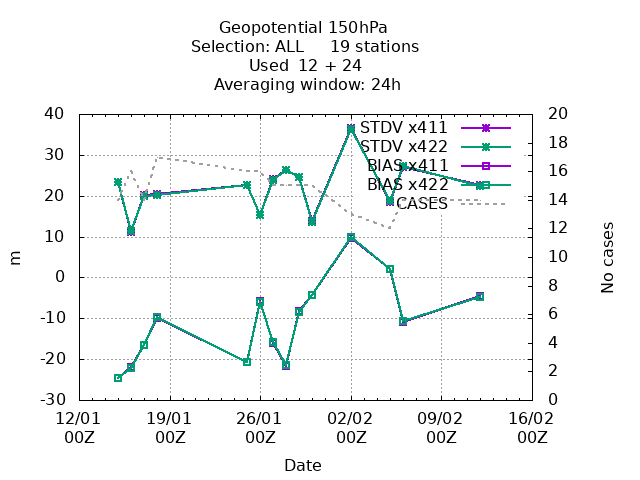 Geopotential 150hPa
Selection: ALL 19 stations
Used 12 + 24
Averaging window: 24h
40
30
20
10
0
-10
-20
-30
m
20
18
16
14
12
10
8
6
4
2
0
No cases
STDV x411
STDV x422
BIAS x411
BIAS x422
CASES
12/01 19/01 26/01 02/02 09/02 16/02
00Z 00Z 00Z 00Z 00Z 00Z
Date